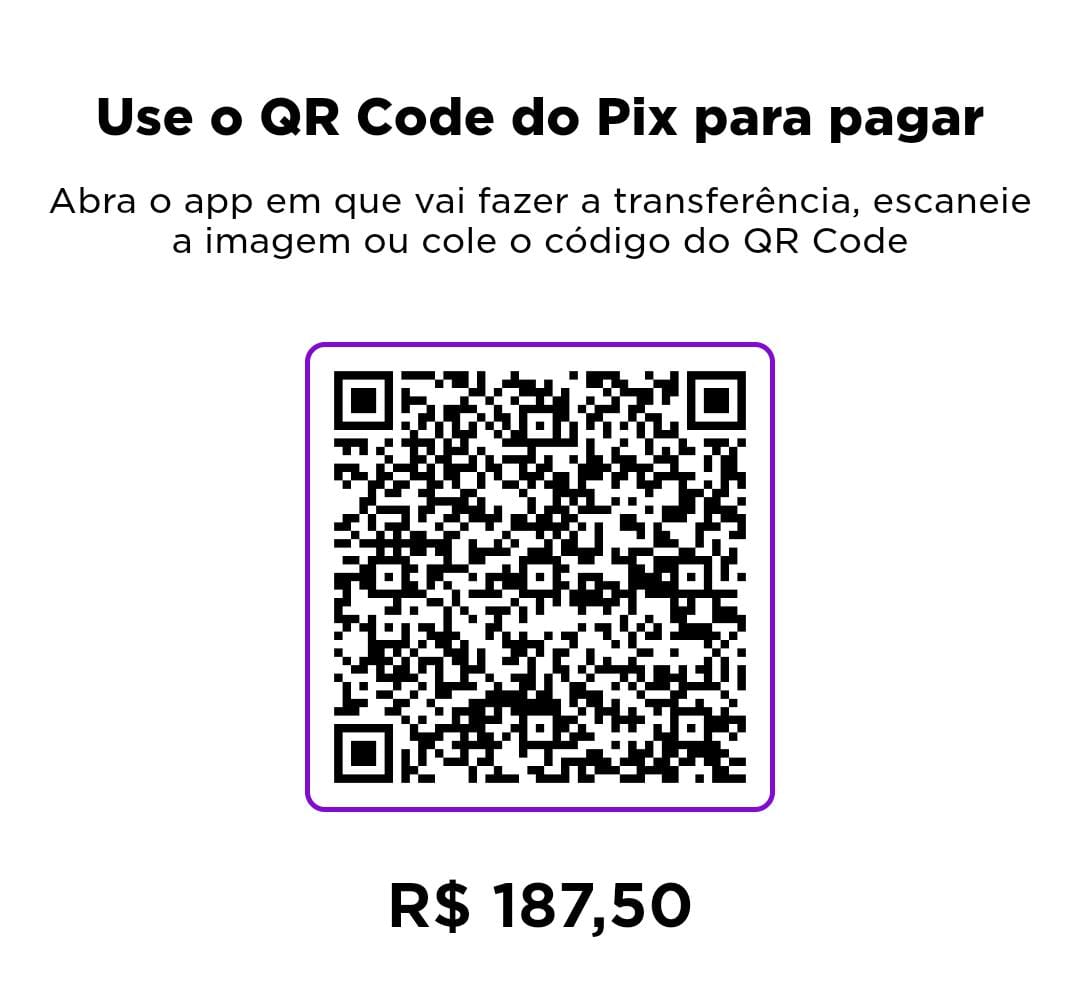 Use o QR Code do Pix para pagar
Abra o app em que vai fazer a transferência, escaneie
a imagem ou cole o código do QR Code
R$ 187,50